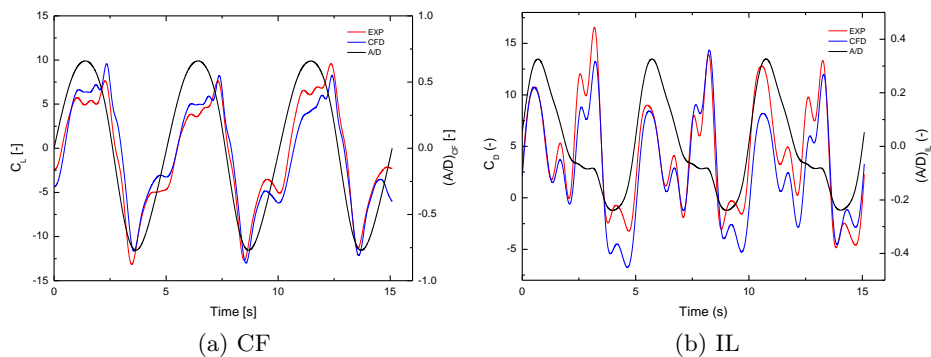 EXP
CFD
A/D
C_L [-]
15
10
5
0
-5
-10
-15
1.0
0.5
0.0
-0.5
-1.0
(A/D)_CF [-]
0
5
10
15
Time [s]
(a) CF
EXP
CFD
A/D
C_D (-)
15
10
5
0
-5
0.4
0.2
0.0
-0.2
-0.4
(A/D)_IL (-)
0
5
10
15
Time (s)
(b) IL